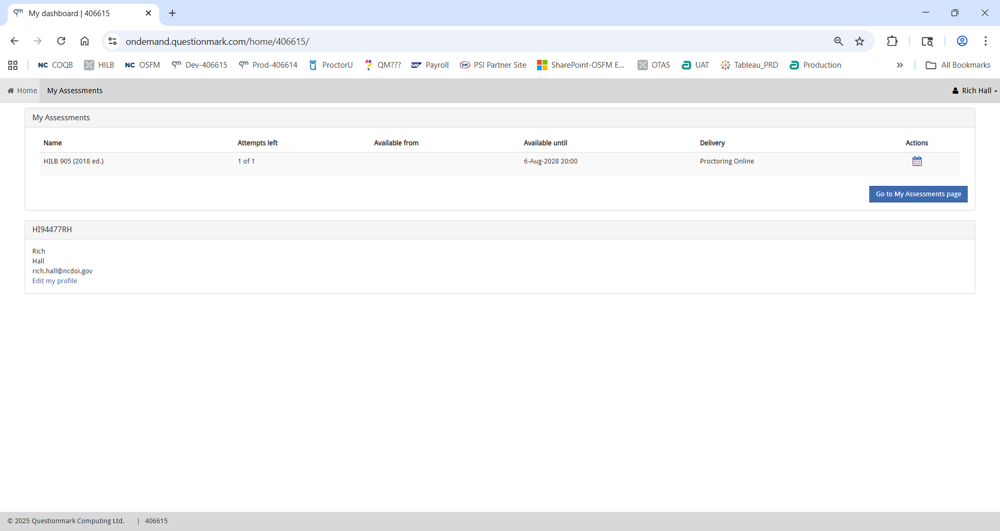 My dashboard | 406615
ondemand.questionmark.com/home/406615/
NC COQB HILB NC OSFM qm Dev-406615 qm Prod-406614 ProctorU QM??? SAP Payroll psi PSI Partner Site SharePoint-OSFM E... OTAS UAT Tableau_PRD Production » All Bookmarks
Home My Assessments Rich Hall
My Assessments
Name Attempts left Available from Available until Delivery Actions
HILB 905 (2018 ed.) 1 of 1 6-Aug-2028 20:00 Proctoring Online
Go to My Assessments page
HI94477RH
Rich
Hall
rich.hall@ncdoi.gov
Edit my profile
© 2025 Questionmark Computing Ltd. | 406615